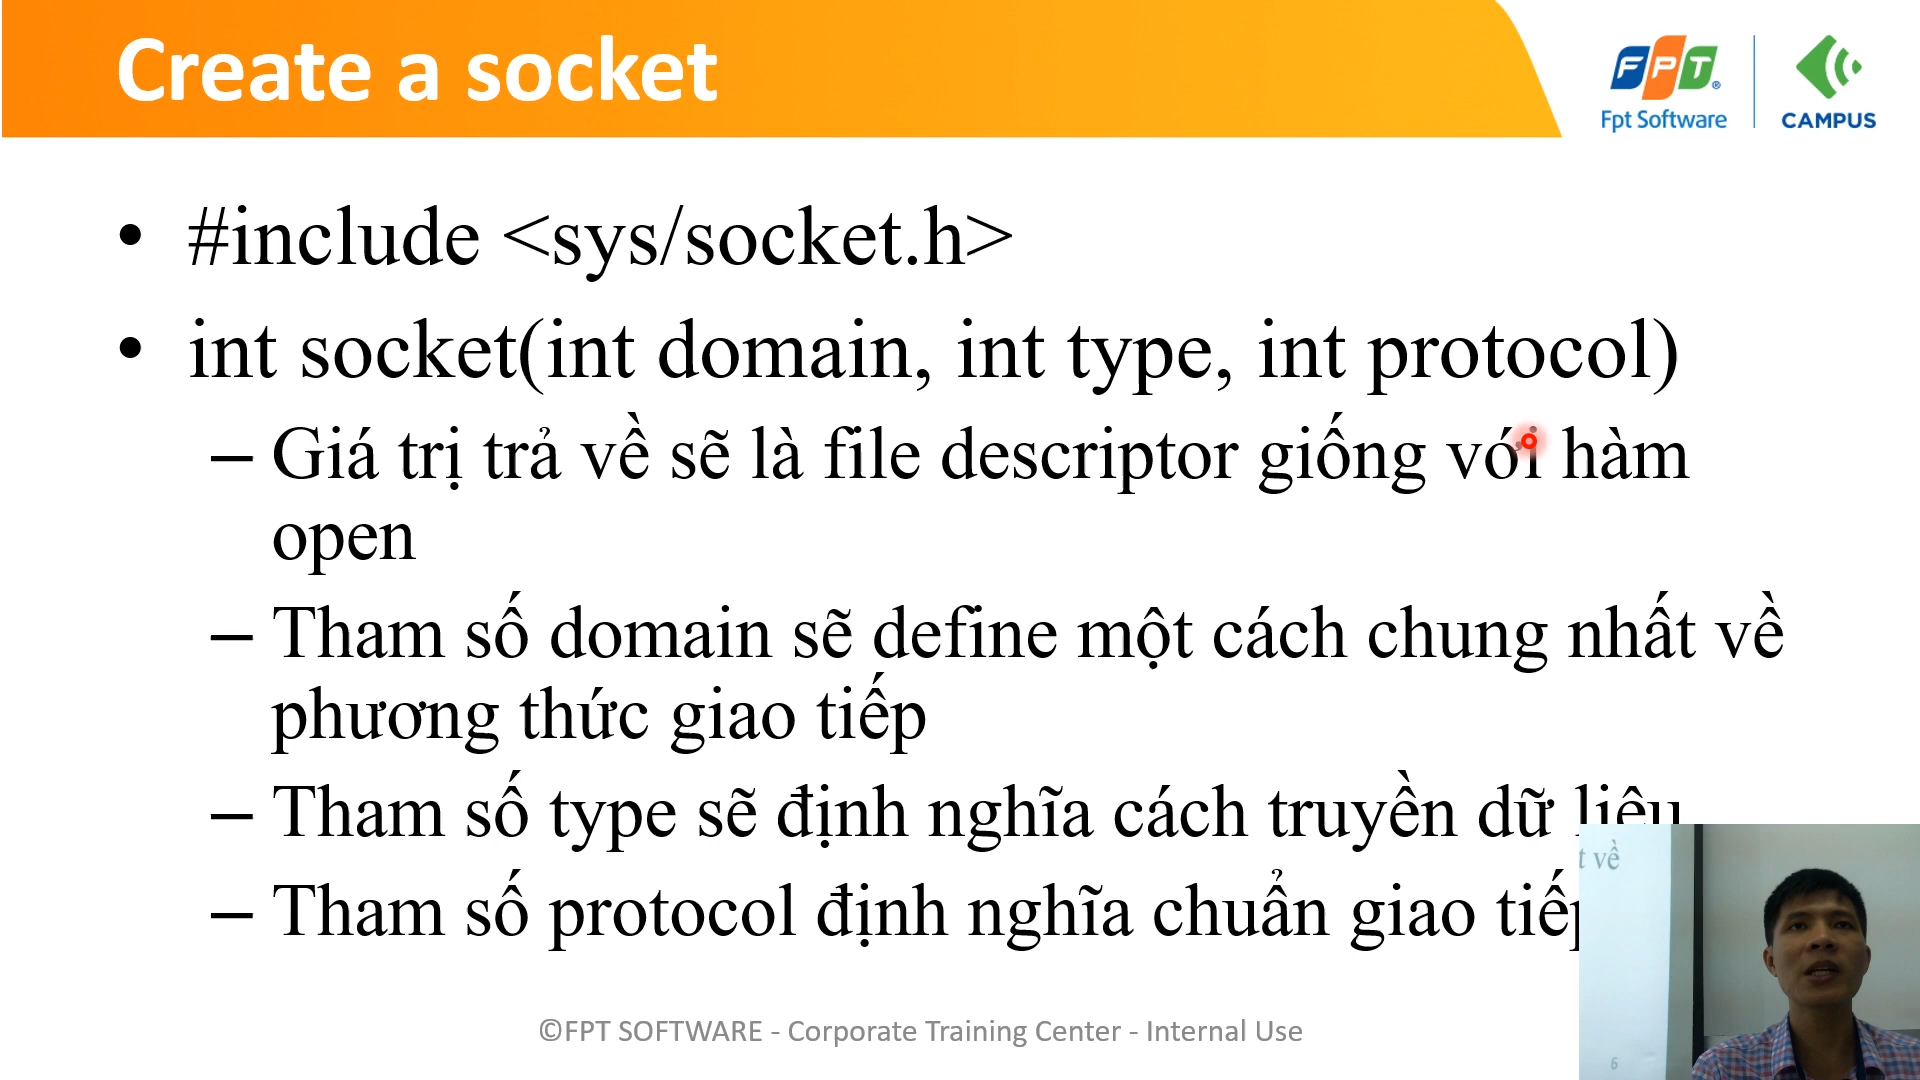 Create a socket
FPT
Fpt Software
CAMPUS
• #include <sys/socket.h>
• int socket(int domain, int type, int protocol)
– Giá trị trả về sẽ là file descriptor giống với hàm
open
– Tham số domain sẽ define một cách chung nhất về
phương thức giao tiếp
– Tham số type sẽ định nghĩa cách truyền dữ liệu
– Tham số protocol định nghĩa chuẩn giao tiếp
t về
6
©FPT SOFTWARE - Corporate Training Center - Internal Use